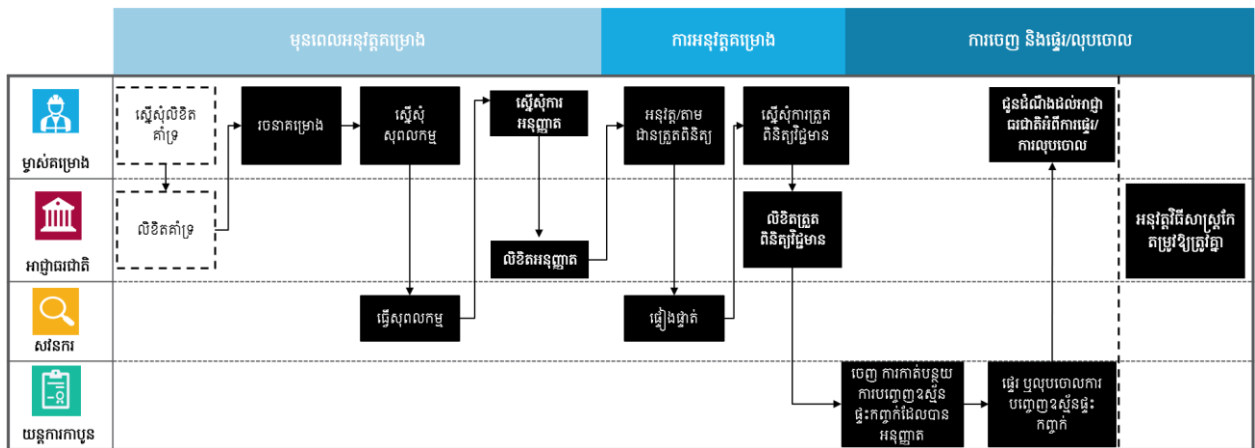 មុនពេលអនុវត្តគម្រោង
ការអនុវត្តគម្រោង
ការចេញ និងផ្ទេរ/លុបចោល
ម្ចាស់គម្រោង
ស្នើសុំលិខិត
គាំទ្រ
រចនាគម្រោង
ស្នើសុំ
សុពលកម្ម
ស្នើសុំការ
អនុញ្ញាត
អនុវត្ត/តាម
ដានត្រួតពិនិត្យ
ស្នើសុំការត្រួត
ពិនិត្យវិជ្ជមាន
ជូនដំណឹងដល់អាជ្ញា
ធរជាតិអំពីការផ្ទេរ/
ការលុបចោល
អាជ្ញាធរជាតិ
លិខិតគាំទ្រ
លិខិតអនុញ្ញាត
លិខិតត្រួត
ពិនិត្យវិជ្ជមាន
អនុវត្តវិធីសាស្ត្រកែ
តម្រូវឱ្យត្រូវគ្នា
សវនករ
ធ្វើសុពលកម្ម
ផ្ទៀងផ្ទាត់
យន្តការកាបូន
ចេញ ការកាត់បន្ថយ
ការបញ្ចេញឧស្ម័ន
ផ្ទះកញ្ចក់ដែលបាន
អនុញ្ញាត
ផ្ទេរ ឬលុបចោលការ
បញ្ចេញឧស្ម័នផ្ទះ
កញ្ចក់